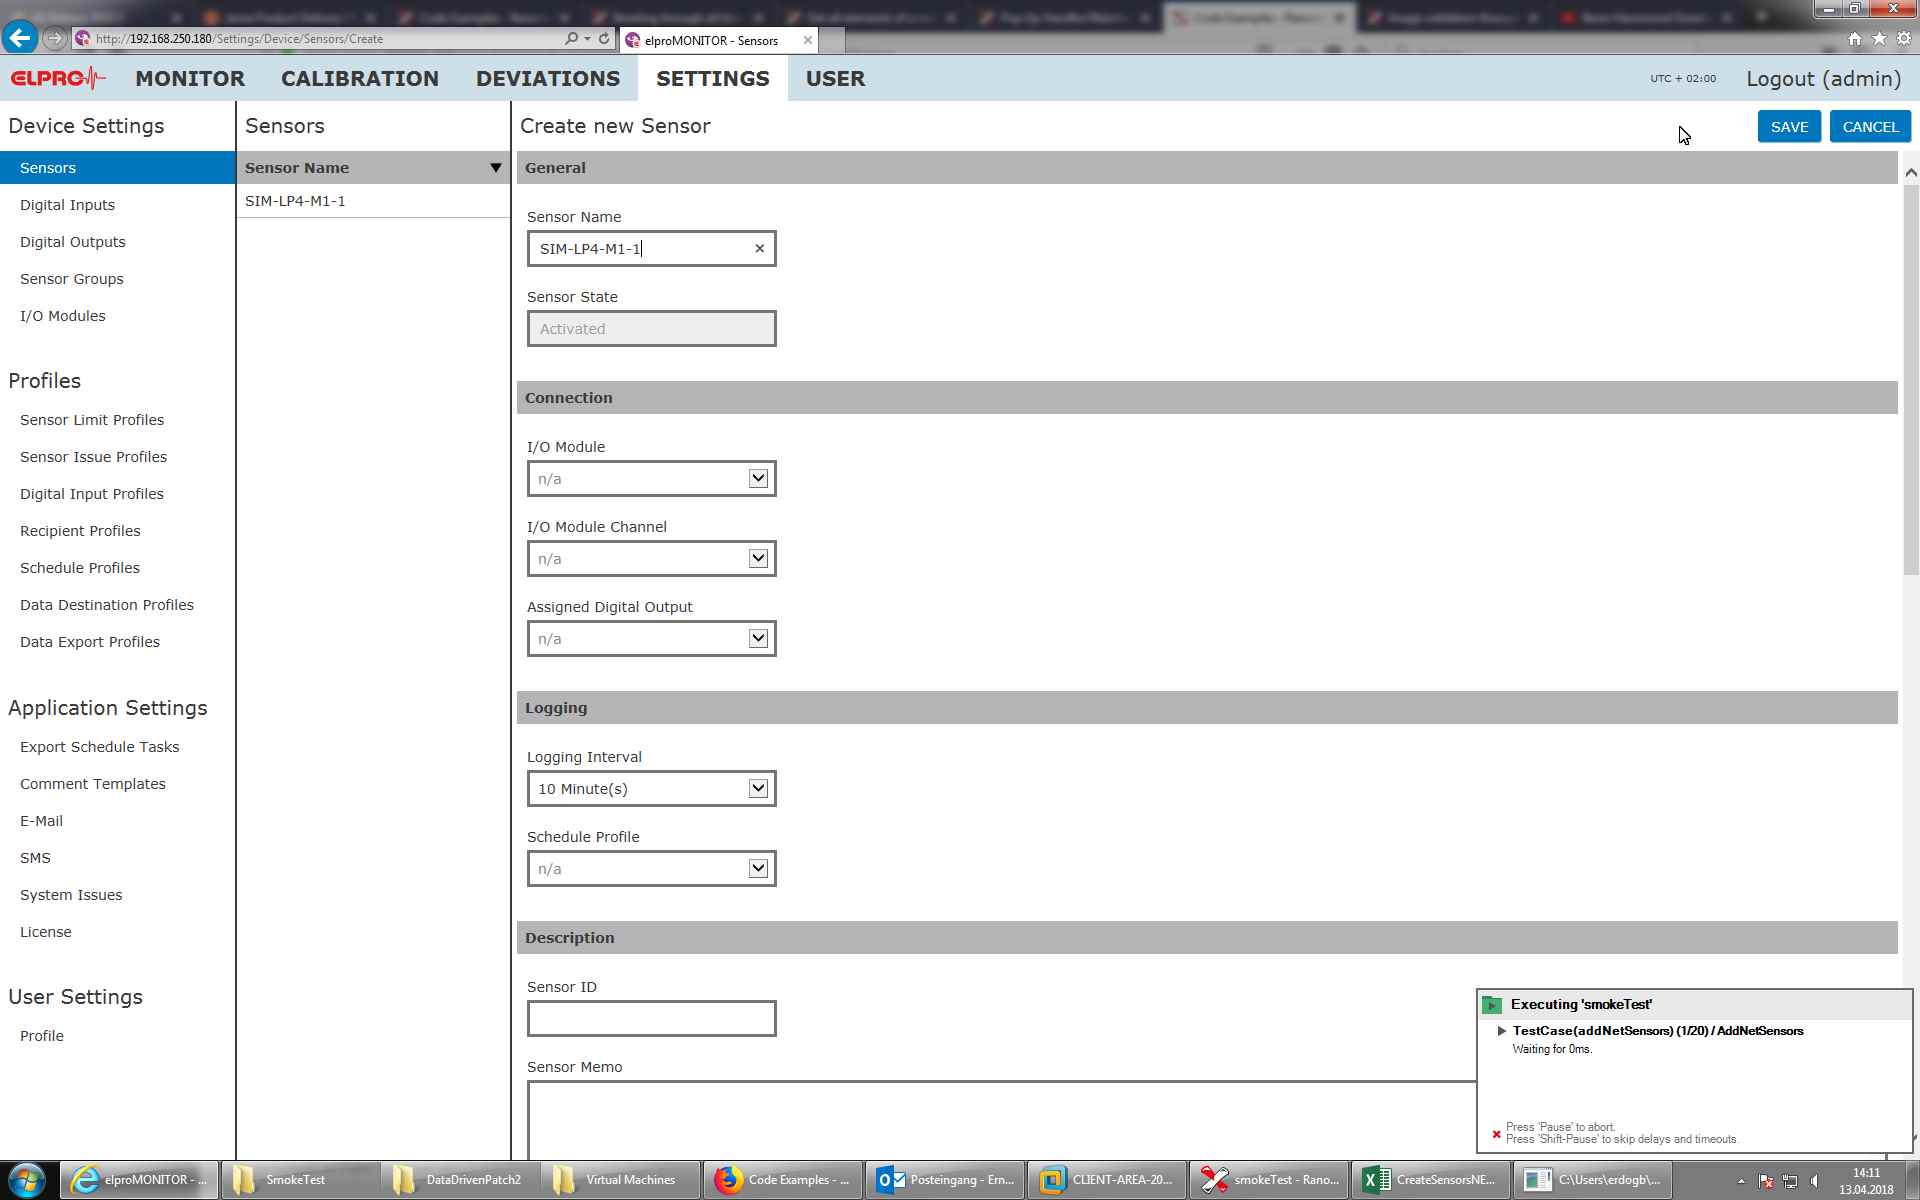 http://192.168.250.180/Settings/Device/Sensors/Create
elproMONITOR - Sensors
ELPRO
MONITOR
CALIBRATION
DEVIATIONS
SETTINGS
USER
UTC + 02:00
Logout (admin)
Device Settings
Sensors
Digital Inputs
Digital Outputs
Sensor Groups
I/O Modules
Profiles
Sensor Limit Profiles
Sensor Issue Profiles
Digital Input Profiles
Recipient Profiles
Schedule Profiles
Data Destination Profiles
Data Export Profiles
Application Settings
Export Schedule Tasks
Comment Templates
E-Mail
SMS
System Issues
License
User Settings
Profile
Sensors
Sensor Name
SIM-LP4-M1-1
Create new Sensor
SAVE
CANCEL
General
Sensor Name
SIM-LP4-M1-1
Sensor State
Activated
Connection
I/O Module
n/a
I/O Module Channel
n/a
Assigned Digital Output
n/a
Logging
Logging Interval
10 Minute(s)
Schedule Profile
n/a
Description
Sensor ID
Sensor Memo
Executing 'smokeTest'
TestCase(addNetSensors) (1/20) / AddNetSensors
Waiting for 0ms.
Press 'Pause' to abort.
Press 'Shift-Pause' to skip delays and timeouts.
elproMONITOR - ...
SmokeTest
DataDrivenPatch2
Virtual Machines
Code Examples - ...
Posteingang - Ern...
CLIENT-AREA-20...
smokeTest - Rano...
CreateSensorsNE...
C:\Users\erdogb\...
14:11
13.04.2018